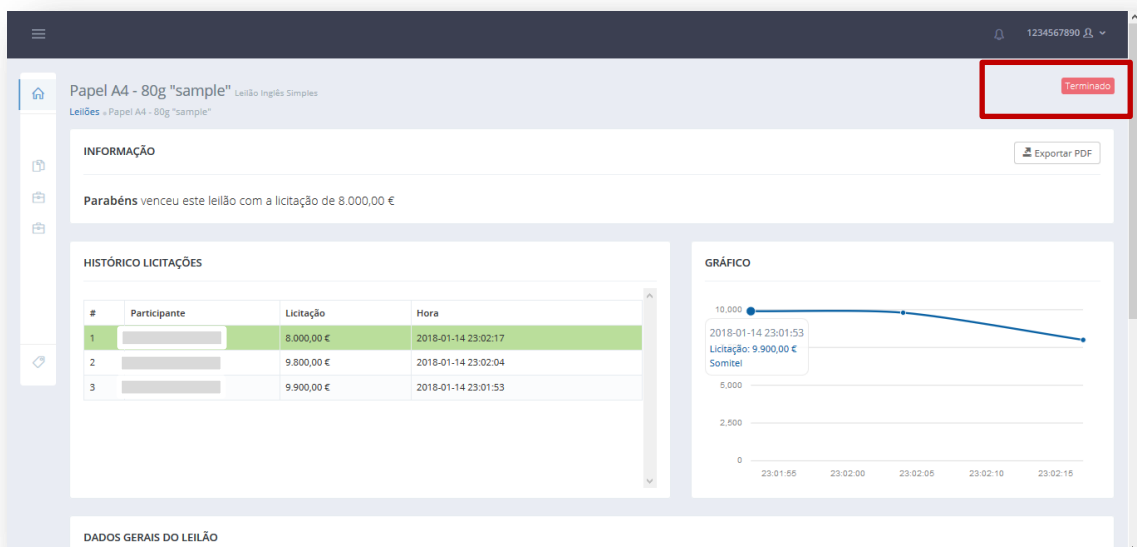 1234567890
Papel A4 - 80g "sample" Leilão Inglês Simples
Terminado
Leilões » Papel A4 - 80g "sample"
INFORMAÇÃO
Exportar PDF
Parabéns venceu este leilão com a licitação de 8.000,00 €
HISTÓRICO LICITAÇÕES
# Participante Licitação Hora
1 8.000,00 € 2018-01-14 23:02:17
2 9.800,00 € 2018-01-14 23:02:04
3 9.900,00 € 2018-01-14 23:01:53
GRÁFICO
10,000
2018-01-14 23:01:53
Licitação: 9.900,00 €
Somitel
5,000
2,500
0
23:01:55 23:02:00 23:02:05 23:02:10 23:02:15
DADOS GERAIS DO LEILÃO